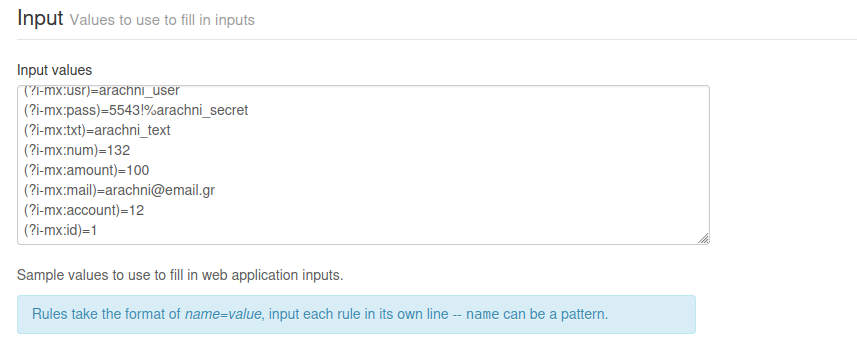 Input Values to use to fill in inputs
Input values
(?i-mx:usr)=arachni_user
(?i-mx:pass)=5543!%arachni_secret
(?i-mx:txt)=arachni_text
(?i-mx:num)=132
(?i-mx:amount)=100
(?i-mx:mail)=arachni@email.gr
(?i-mx:account)=12
(?i-mx:id)=1
Sample values to use to fill in web application inputs.
Rules take the format of name=value, input each rule in its own line -- name can be a pattern.